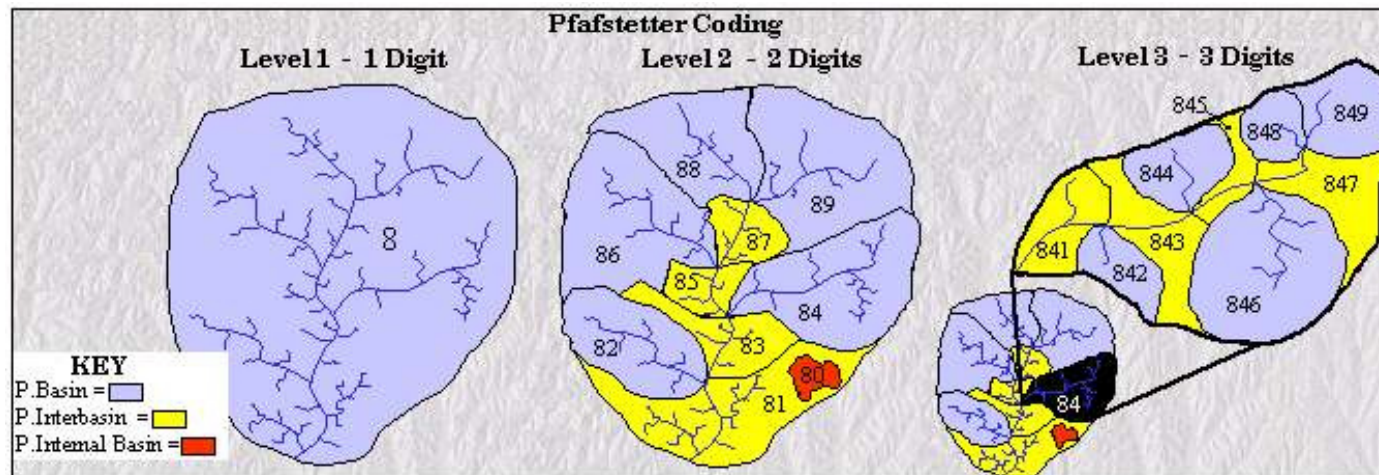 Pfafstetter Coding
Level 1 - 1 Digit
Level 2 - 2 Digits
Level 3 - 3 Digits
8
88
89
86
87
85
84
82
83
80
81
845
848
849
844
847
841
843
842
846
84
KEY
P.Basin =
P.Interbasin =
P.Internal Basin =